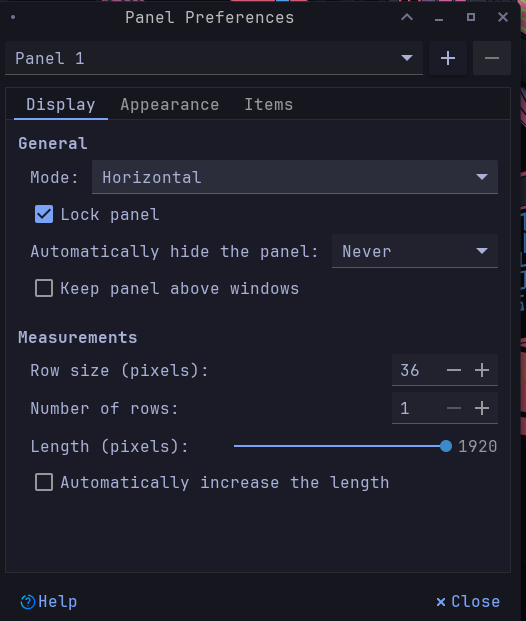 Panel Preferences
Panel 1
Display Appearance Items
General
Mode: Horizontal
Lock panel
Automatically hide the panel: Never
Keep panel above windows
Measurements
Row size (pixels): 36
Number of rows: 1
Length (pixels): 1920
Automatically increase the length
Help Close